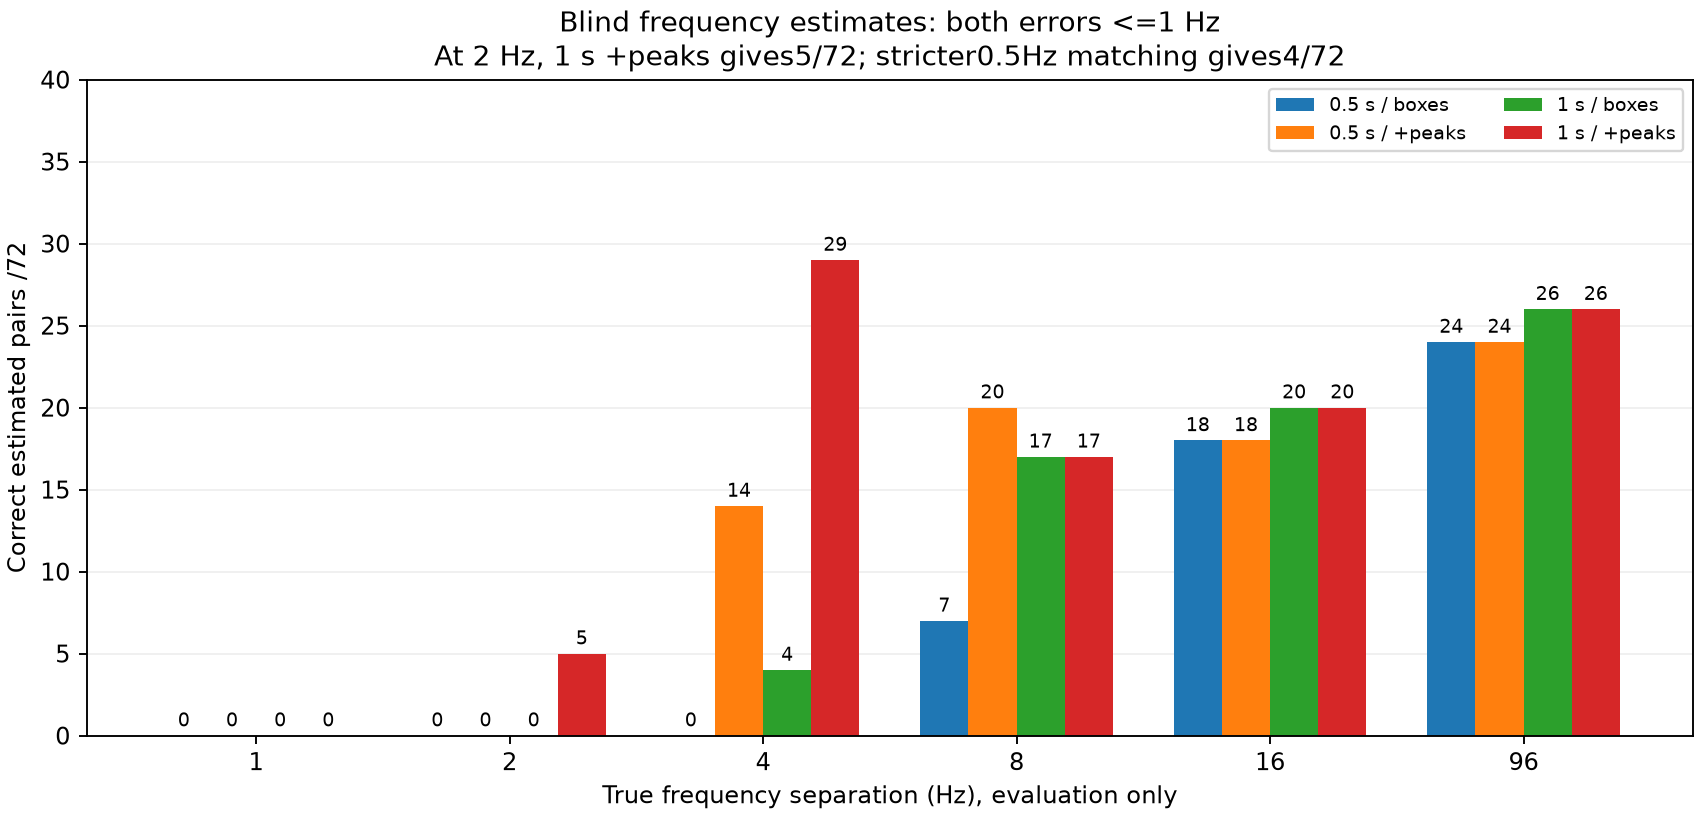 Blind frequency estimates: both errors <=1 Hz
At 2 Hz, 1 s +peaks gives5/72; stricter0.5Hz matching gives4/72
0.5 s / boxes
0.5 s / +peaks
1 s / boxes
1 s / +peaks
Correct estimated pairs /72
40
35
30
25
20
15
10
5
0
0 0 0 0
0 0 0 5
0 14 4 29
7 20 17 17
18 18 20 20
24 24 26 26
1 2 4 8 16 96
True frequency separation (Hz), evaluation only